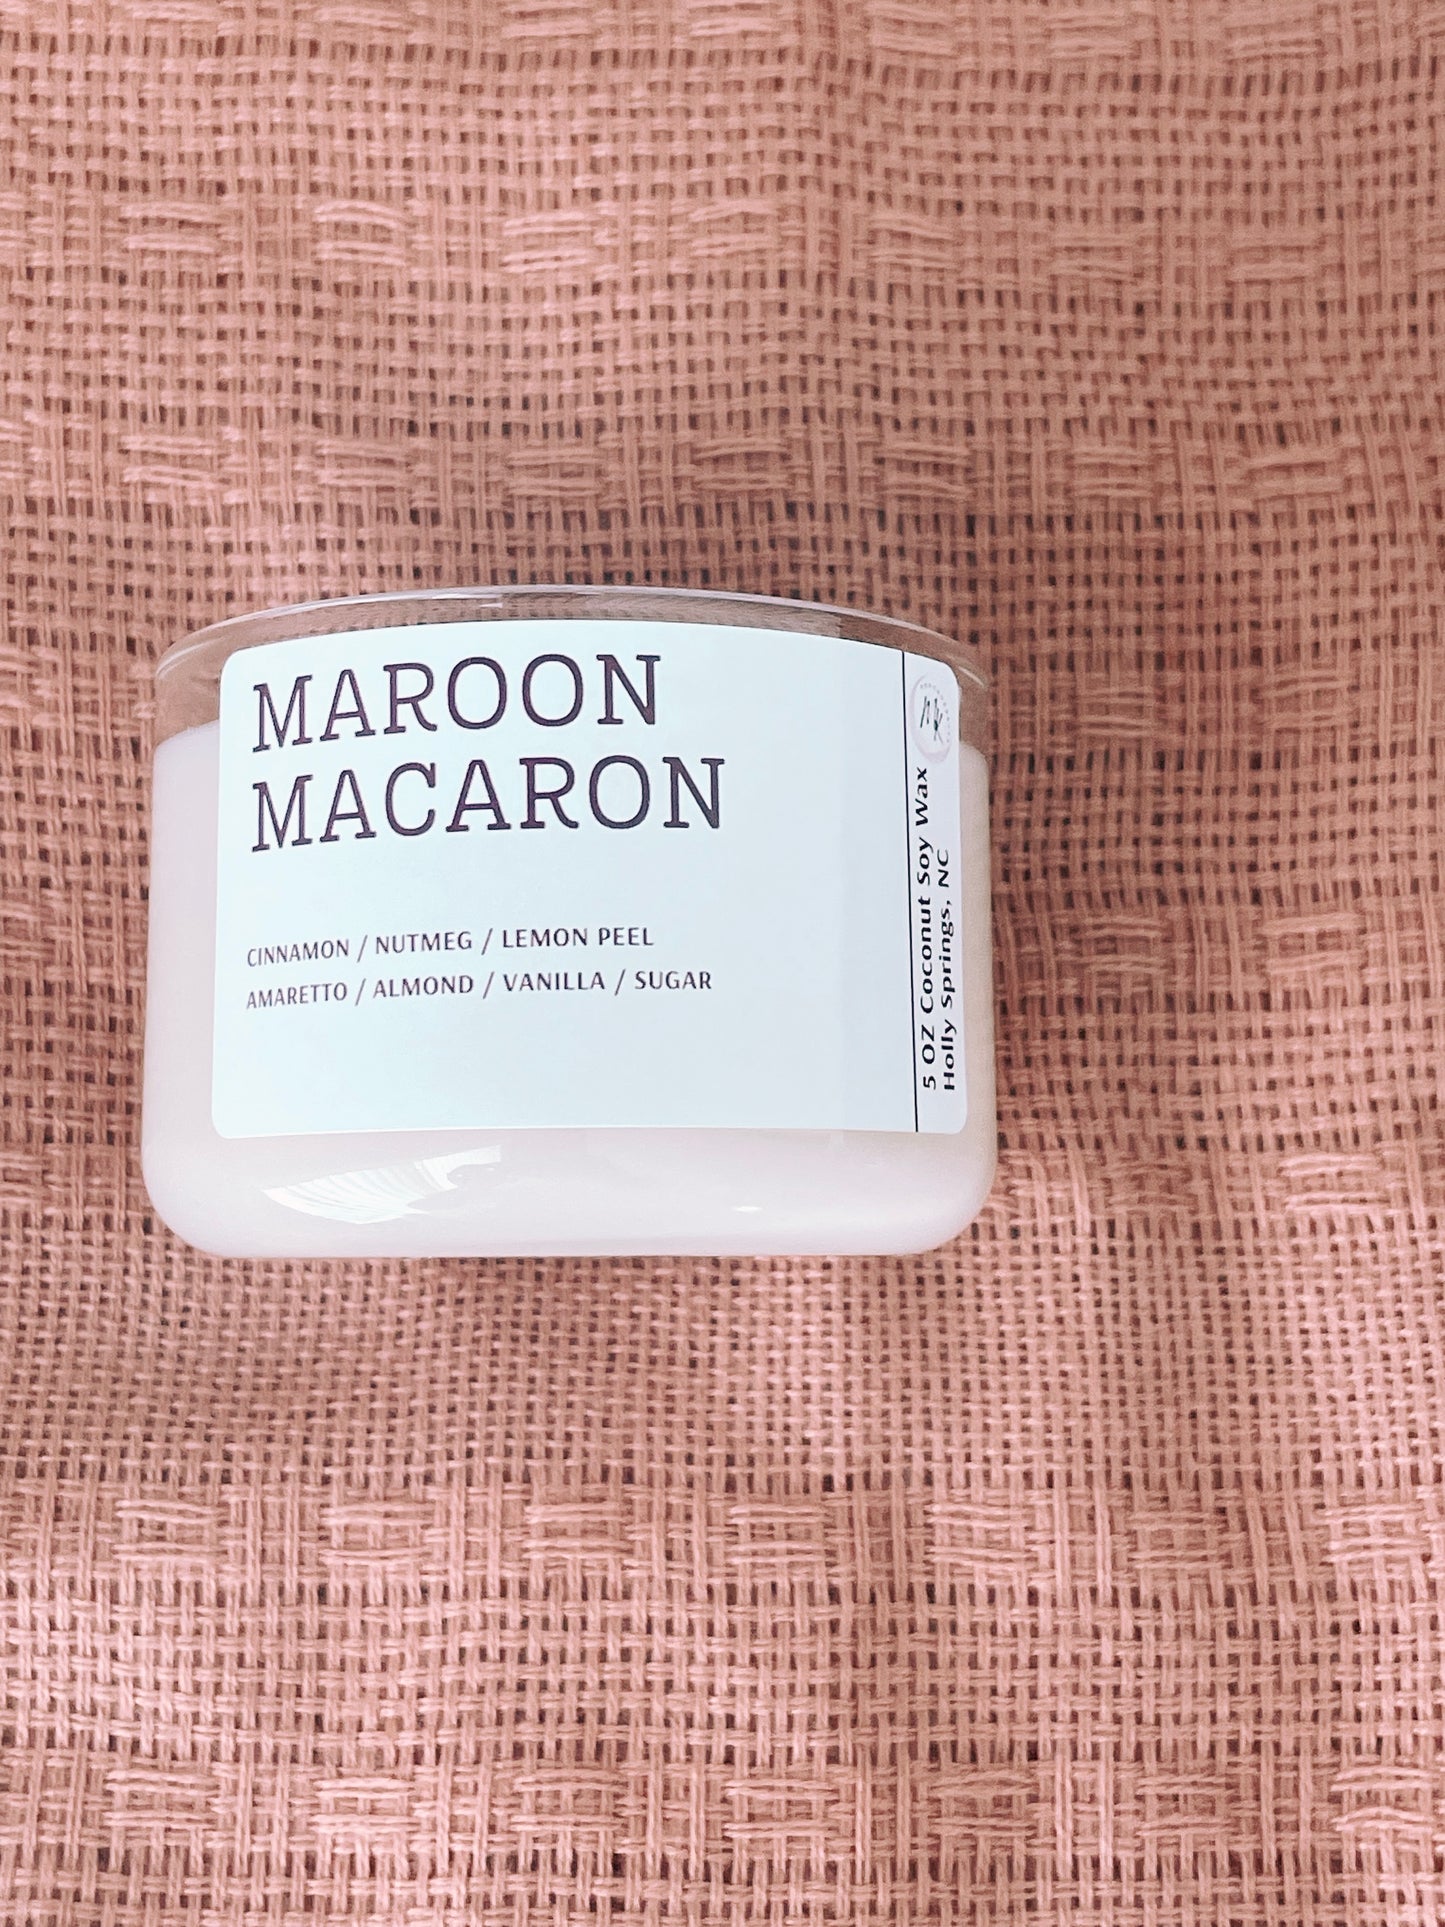 MAROON
MACARON
CINNAMON / NUTMEG / LEMON PEEL
AMARETTO / ALMOND / VANILLA / SUGAR
5 OZ Coconut Soy Wax
Holly Springs, NC